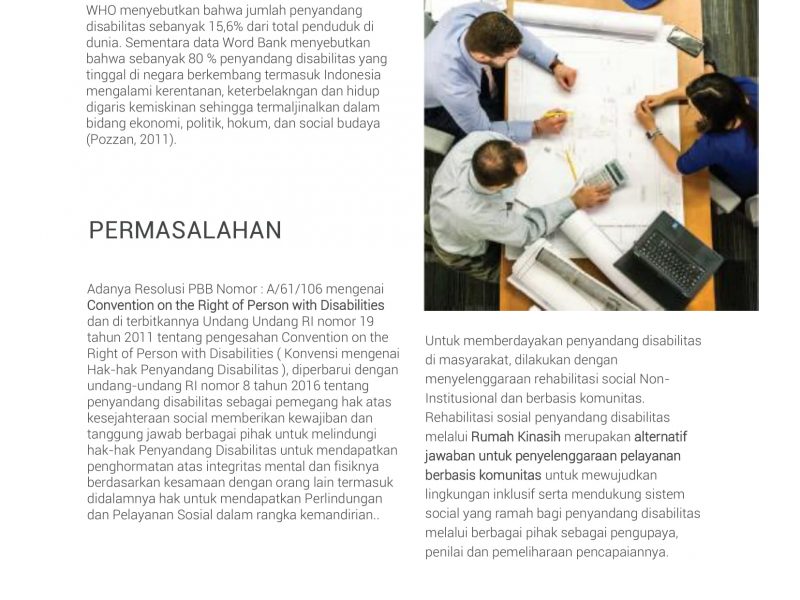 WHO menyebutkan bahwa jumlah penyandang
disabilitas sebanyak 15,6% dari total penduduk di
dunia. Sementara data Word Bank menyebutkan
bahwa sebanyak 80 % penyandang disabilitas yang
tinggal di negara berkembang termasuk Indonesia
mengalami kerentanan, keterbelakngan dan hidup
digaris kemiskinan sehingga termaljinalkan dalam
bidang ekonomi, politik, hokum, dan social budaya
(Pozzan, 2011).
PERMASALAHAN
Adanya Resolusi PBB Nomor : A/61/106 mengenai
Convention on the Right of Person with Disabilities
dan di terbitkannya Undang Undang RI nomor 19
tahun 2011 tentang pengesahan Convention on the
Right of Person with Disabilities ( Konvensi mengenai
Hak-hak Penyandang Disabilitas ), diperbarui dengan
undang-undang RI nomor 8 tahun 2016 tentang
penyandang disabilitas sebagai pemegang hak atas
kesejahteraan social memberikan kewajiban dan
tanggung jawab berbagai pihak untuk melindungi
hak-hak Penyandang Disabilitas untuk mendapatkan
penghormatan atas integritas mental dan fisiknya
berdasarkan kesamaan dengan orang lain termasuk
didalamnya hak untuk mendapatkan Perlindungan
dan Pelayanan Sosial dalam rangka kemandirian..
Untuk memberdayakan penyandang disabilitas
di masyarakat, dilakukan dengan
menyelenggaraan rehabilitasi social Non-
Institusional dan berbasis komunitas.
Rehabilitasi sosial penyandang disabilitas
melalui Rumah Kinasih merupakan alternatif
jawaban untuk penyelenggaraan pelayanan
berbasis komunitas untuk mewujudkan
lingkungan inklusif serta mendukung sistem
social yang ramah bagi penyandang disabilitas
melalui berbagai pihak sebagai pengupaya,
penilai dan pemeliharaan pencapaiannya.